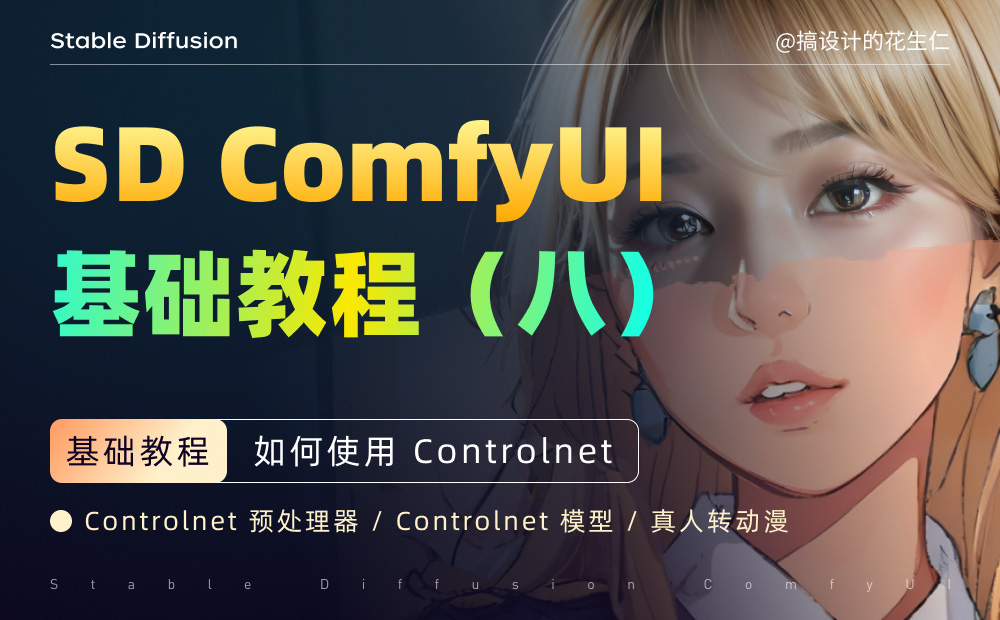 Stable Diffusion
@搞设计的花生仁
SD ComfyUI
基础教程（八）
基础教程 如何使用 Controlnet
Controlnet 预处理器 / Controlnet 模型 / 真人转动漫
Stable Diffusion ComfyUI